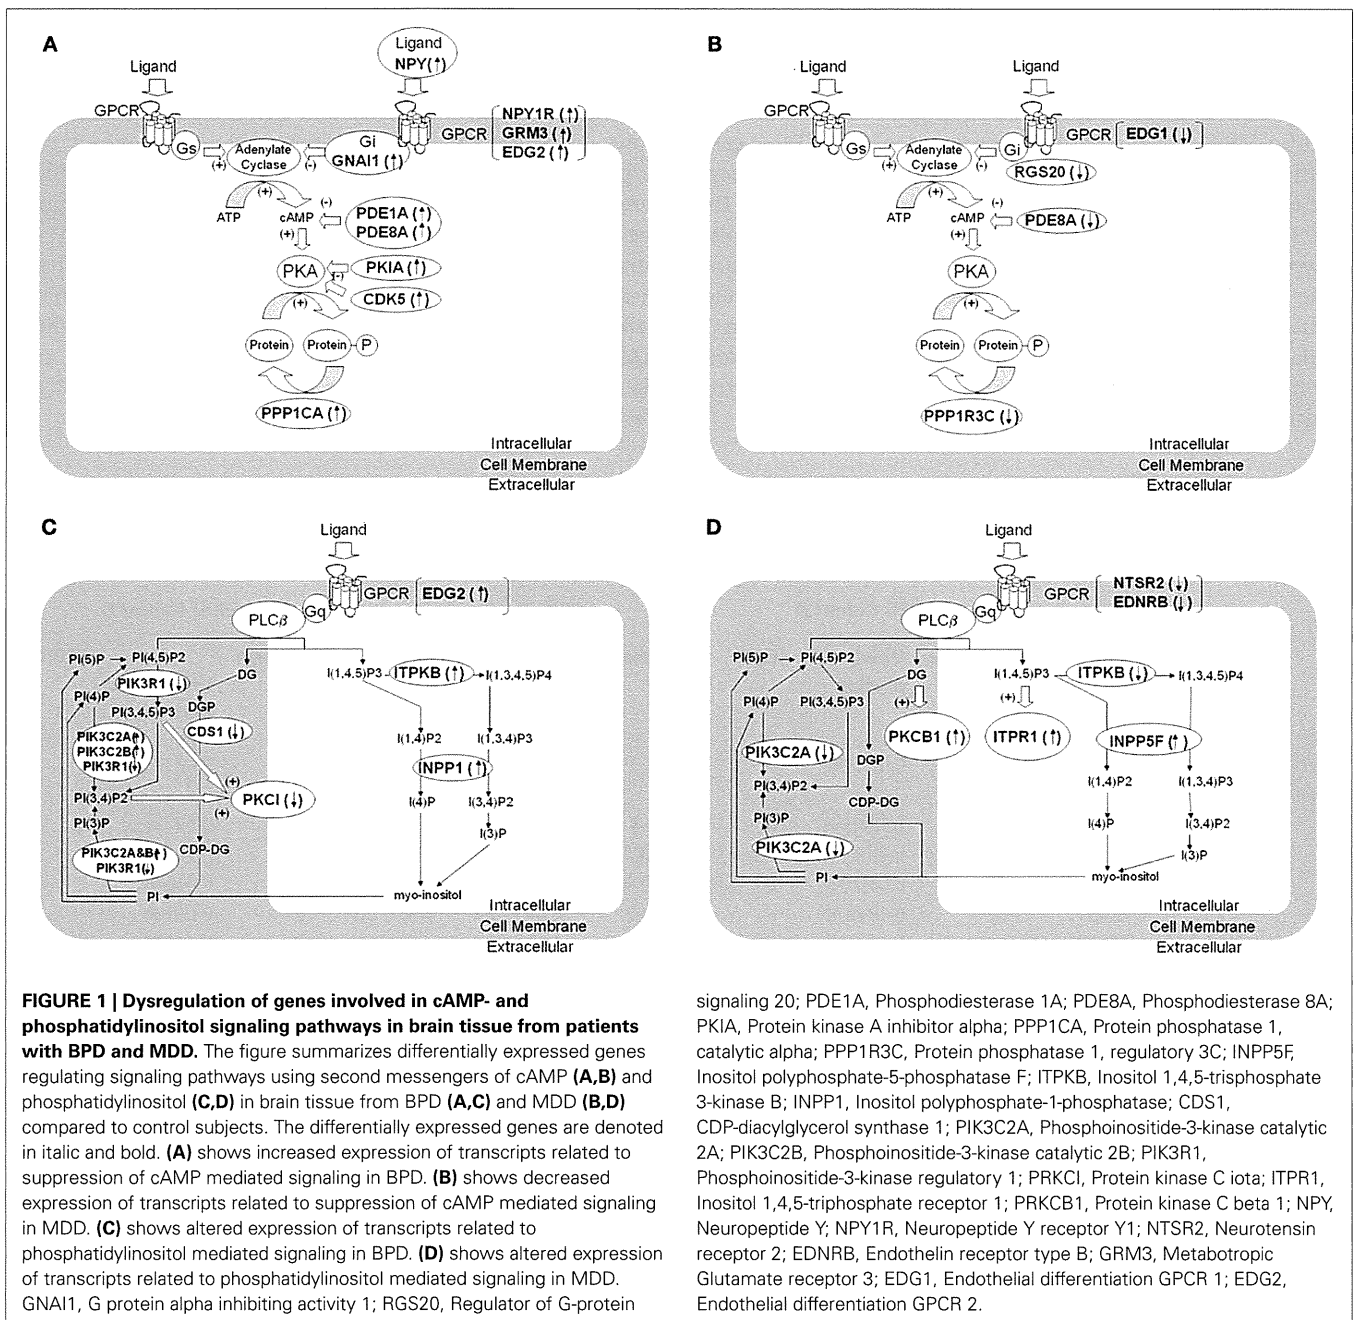 A
Ligand
Ligand
NPY(↑)
GPCR
GPCR
NPY1R (↑)
GRM3 (↑)
EDG2 (↑)
Gs
(+)
Adenylate
Cyclase
(-)
Gi
GNAI1 (↑)
(+)
ATP
cAMP
(-)
PDE1A (↑)
PDE8A (↑)
(+)
PKA
(-)
PKIA (↑)
CDK5 (↑)
(+)
Protein
Protein
P
PPP1CA (↑)
Intracellular
Cell Membrane
Extracellular
B
Ligand
Ligand
GPCR
GPCR
EDG1 (↓)
Gs
(+)
Adenylate
Cyclase
(-)
Gi
RGS20 (↓)
(+)
ATP
cAMP
(-)
PDE8A (↓)
(+)
PKA
(+)
Protein
Protein
P
PPP1R3C (↓)
Intracellular
Cell Membrane
Extracellular
C
Ligand
GPCR
EDG2 (↑)
PLCβ
Gq
PI(5)P
PI(4,5)P2
DG
I(1,4,5)P3
ITPKB (↑)
I(1,3,4,5)P4
PIK3R1 (↓)
PI(4)P
PI(3,4,5)P3
DGP
CDS1 (↓)
PIK3C2A(↑)
PIK3C2B(↑)
PIK3R1(↓)
I(1,4)P2
I(1,3,4)P3
INPP1 (↑)
(+)
PI(3,4)P2
(+)
PKCI (↓)
I(4)P
I(3,4)P2
PI(3)P
I(3)P
PIK3C2A&B(↑)
PIK3R1(↓)
CDP-DG
PI
myo-inositol
Intracellular
Cell Membrane
Extracellular
D
Ligand
GPCR
NTSR2 (↓)
EDNRB (↓)
PLCβ
Gq
PI(5)P
PI(4,5)P2
DG
I(1,4,5)P3
ITPKB (↓)
I(1,3,4,5)P4
PI(4)P
PI(3,4,5)P3
(+)
(+)
PKCB1 (↑)
ITPR1 (↑)
INPP5F (↑)
PIK3C2A (↓)
DGP
PI(3,4)P2
I(1,4)P2
I(1,3,4)P3
CDP-DG
PI(3)P
I(4)P
I(3,4)P2
PIK3C2A (↓)
I(3)P
PI
myo-inositol
Intracellular
Cell Membrane
Extracellular
FIGURE 1 | Dysregulation of genes involved in cAMP- and
phosphatidylinositol signaling pathways in brain tissue from patients
with BPD and MDD. The figure summarizes differentially expressed genes
regulating signaling pathways using second messengers of cAMP (A,B) and
phosphatidylinositol (C,D) in brain tissue from BPD (A,C) and MDD (B,D)
compared to control subjects. The differentially expressed genes are denoted
in italic and bold. (A) shows increased expression of transcripts related to
suppression of cAMP mediated signaling in BPD. (B) shows decreased
expression of transcripts related to suppression of cAMP mediated signaling
in MDD. (C) shows altered expression of transcripts related to
phosphatidylinositol mediated signaling in BPD. (D) shows altered expression
of transcripts related to phosphatidylinositol mediated signaling in MDD.
GNAI1, G protein alpha inhibiting activity 1; RGS20, Regulator of G-protein
signaling 20; PDE1A, Phosphodiesterase 1A; PDE8A, Phosphodiesterase 8A;
PKIA, Protein kinase A inhibitor alpha; PPP1CA, Protein phosphatase 1,
catalytic alpha; PPP1R3C, Protein phosphatase 1, regulatory 3C; INPP5F,
Inositol polyphosphate-5-phosphatase F; ITPKB, Inositol 1,4,5-trisphosphate
3-kinase B; INPP1, Inositol polyphosphate-1-phosphatase; CDS1,
CDP-diacylglycerol synthase 1; PIK3C2A, Phosphoinositide-3-kinase catalytic
2A; PIK3C2B, Phosphoinositide-3-kinase catalytic 2B; PIK3R1,
Phosphoinositide-3-kinase regulatory 1; PRKCI, Protein kinase C iota; ITPR1,
Inositol 1,4,5-triphosphate receptor 1; PRKCB1, Protein kinase C beta 1; NPY,
Neuropeptide Y; NPY1R, Neuropeptide Y receptor Y1; NTSR2, Neurotensin
receptor 2; EDNRB, Endothelin receptor type B; GRM3, Metabotropic
Glutamate receptor 3; EDG1, Endothelial differentiation GPCR 1; EDG2,
Endothelial differentiation GPCR 2.